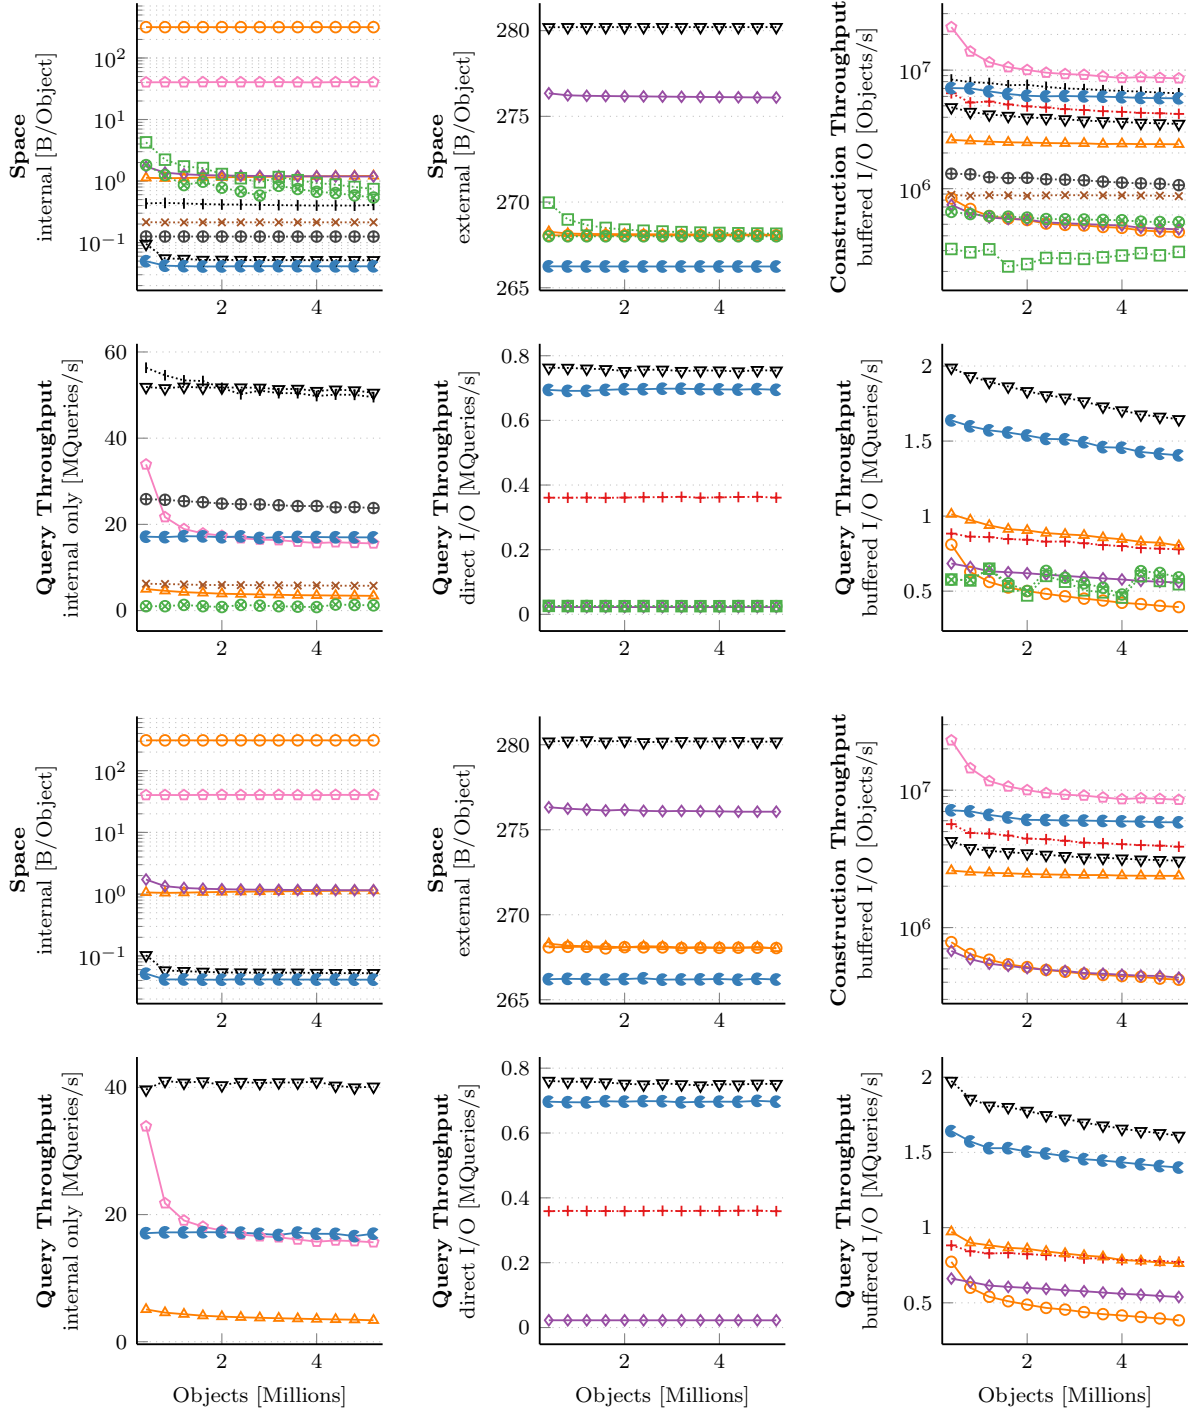 Space
internal [B/Object]
10²
10¹
10⁰
10⁻¹
2
4
Space
external [B/Object]
280
275
270
265
2
4
Construction Throughput
buffered I/O [Objects/s]
10⁷
10⁶
2
4
Query Throughput
internal only [MQueries/s]
60
40
20
0
2
4
Query Throughput
direct I/O [MQueries/s]
0.8
0.6
0.4
0.2
0
2
4
Query Throughput
buffered I/O [MQueries/s]
2
1.5
1
0.5
2
4
Space
internal [B/Object]
10²
10¹
10⁰
10⁻¹
2
4
Space
external [B/Object]
280
275
270
265
2
4
Construction Throughput
buffered I/O [Objects/s]
10⁷
10⁶
2
4
Query Throughput
internal only [MQueries/s]
40
20
0
2
4
Objects [Millions]
Query Throughput
direct I/O [MQueries/s]
0.8
0.6
0.4
0.2
0
2
4
Objects [Millions]
Query Throughput
buffered I/O [MQueries/s]
2
1.5
1
0.5
2
4
Objects [Millions]